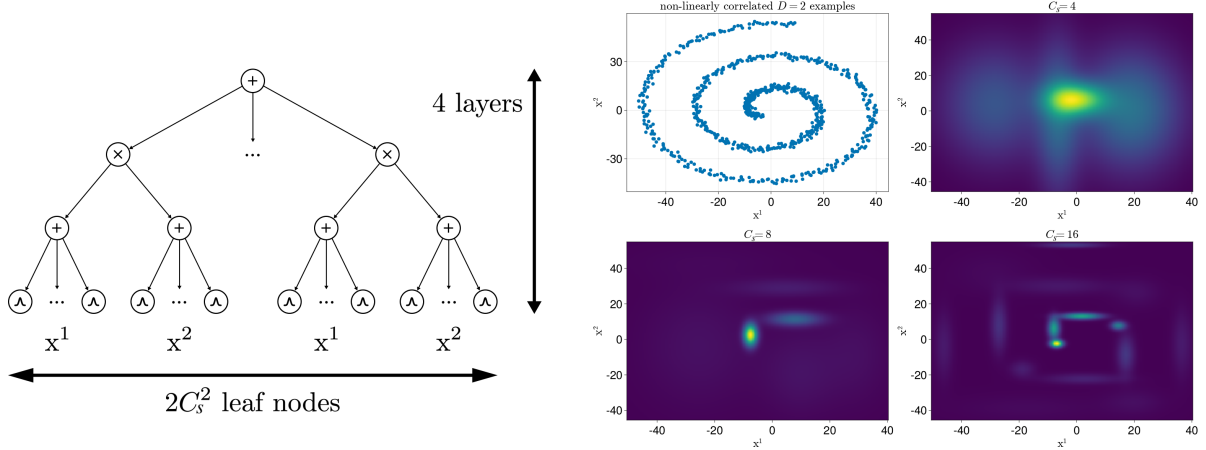 +
4 layers
× ... ×
+ + + +
... ... ... ...
x¹ x² x¹ x²
2Cₛ² leaf nodes
non-linearly correlated D = 2 examples
30
0
-30
x²
-40 -20 0 20 40
x¹
Cₛ= 4
40
20
0
-20
-40
x²
-40 -20 0 20 40
x¹
Cₛ= 8
40
20
0
-20
-40
x²
-40 -20 0 20 40
x¹
Cₛ= 16
40
20
0
-20
-40
x²
-40 -20 0 20 40
x¹